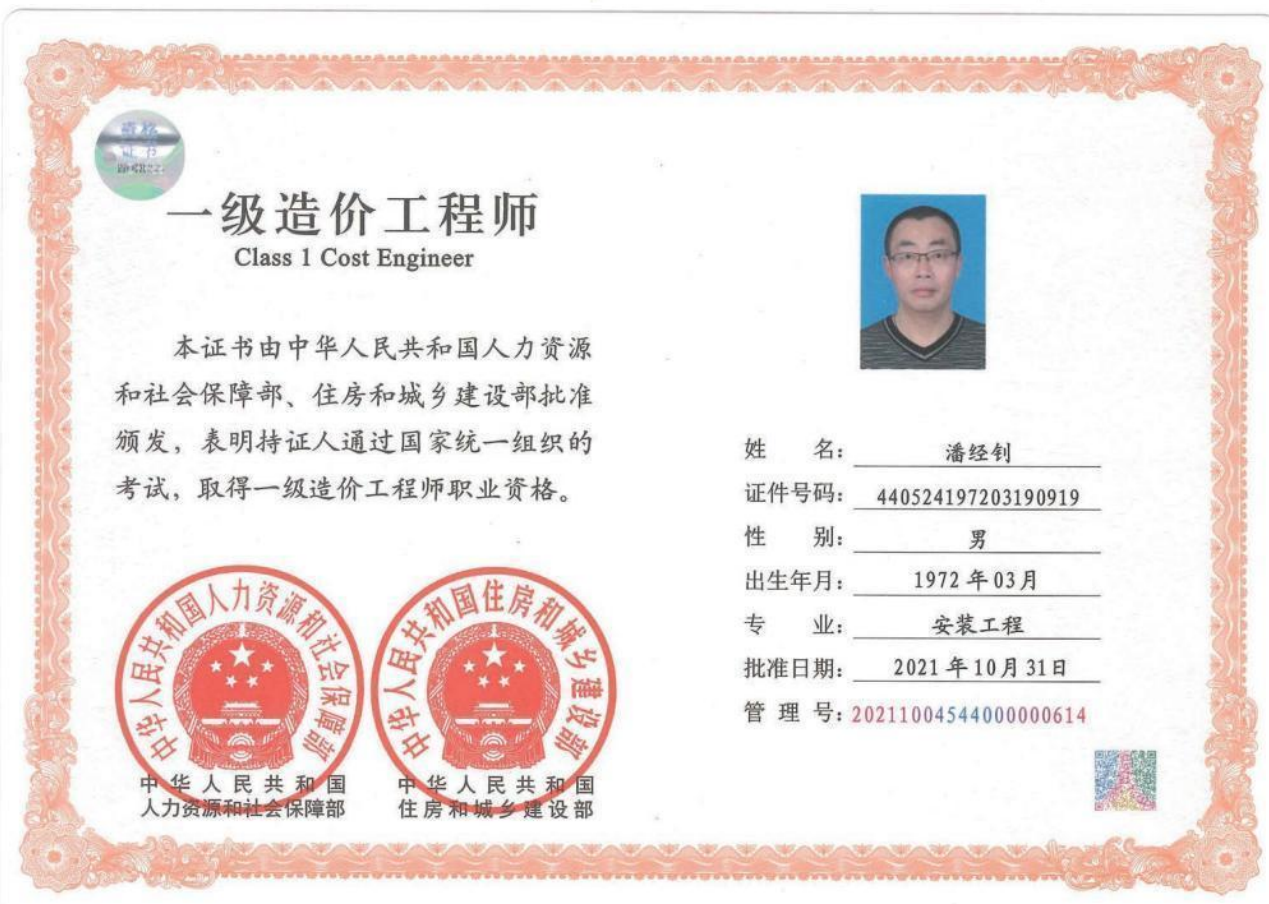 资格
证书
一级造价工程师
Class 1 Cost Engineer
本证书由中华人民共和国人力资源
和社会保障部、住房和城乡建设部批准
颁发，表明持证人通过国家统一组织的
考试，取得一级造价工程师职业资格。
中华人民共和国人力资源和社会保障部
中华人民共和国住房和城乡建设部
中华人民共和国
人力资源和社会保障部
中华人民共和国
住房和城乡建设部
姓名：潘经钊
证件号码：440524197203190919
性别：男
出生年月：1972年03月
专业：安装工程
批准日期：2021年10月31日
管理号：20211004544000000614